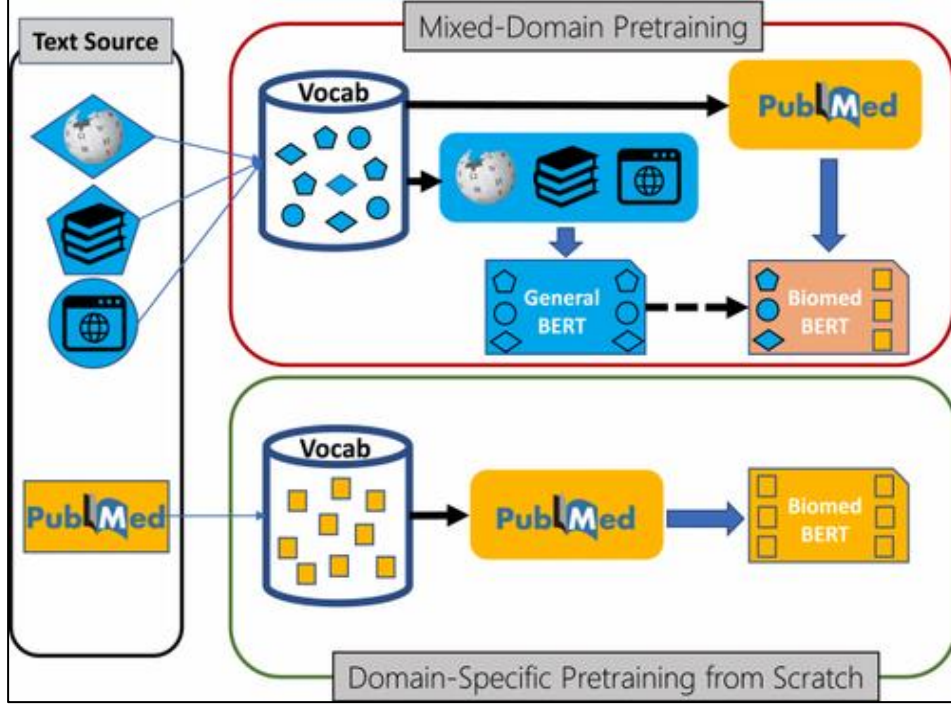 Text Source
Mixed-Domain Pretraining
Vocab
PubMed
General
BERT
Biomed
BERT
Vocab
PubMed
PubMed
Biomed
BERT
Domain-Specific Pretraining from Scratch